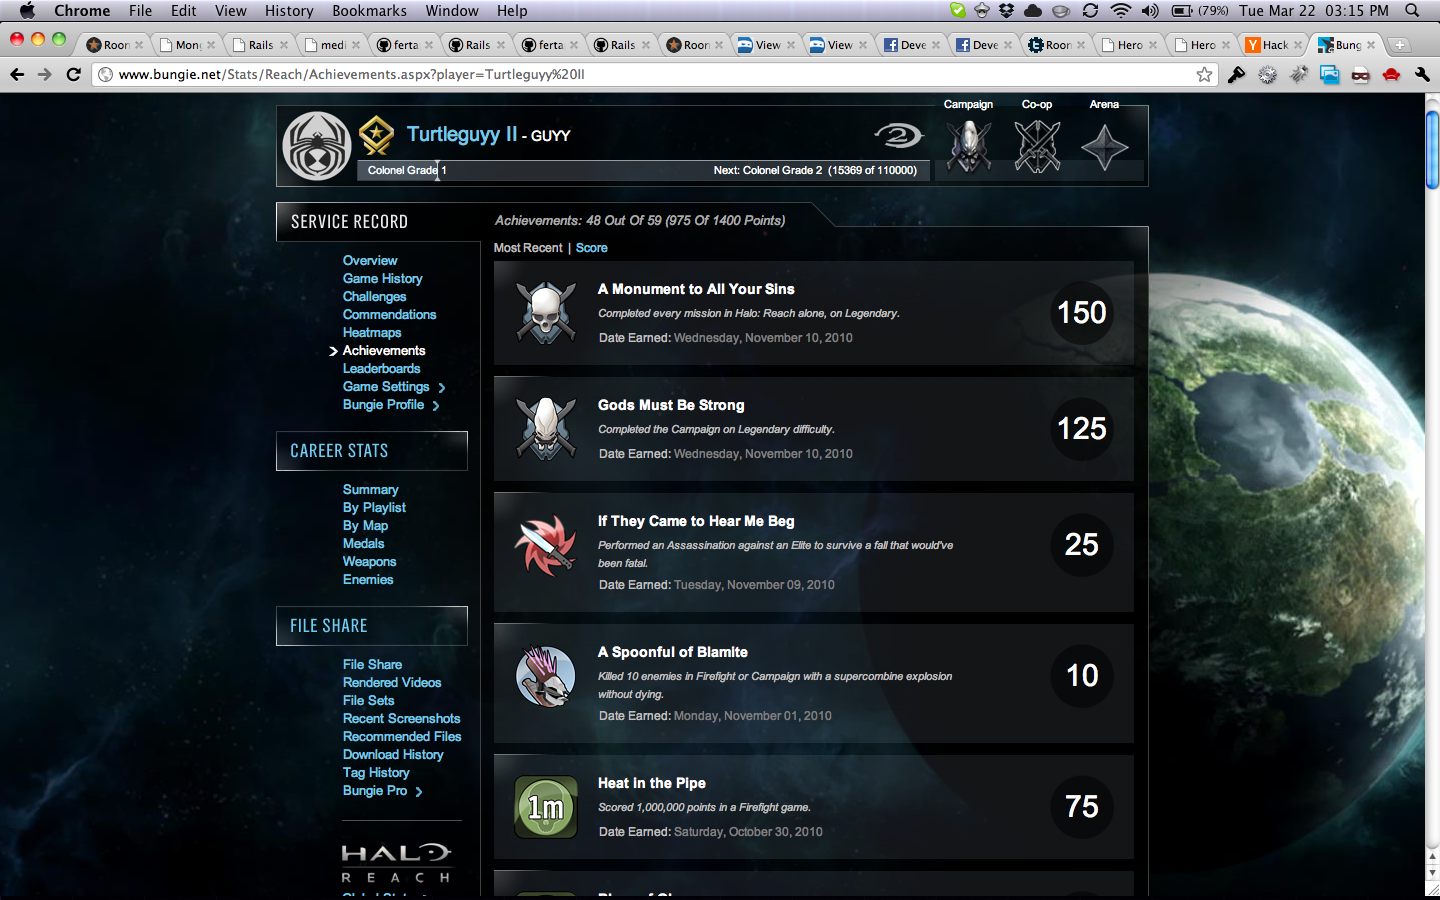 Chrome File Edit View History Bookmarks Window Help (79%) Tue Mar 22 03:15 PM
Roon Mong Rails medi ferta Rails ferta Rails Roon View View Deve Deve Roon Hero Hero Hack Bung
www.bungie.net/Stats/Reach/Achievements.aspx?player=Turtleguyy%20II
Campaign Co-op Arena
Turtleguyy II - GUYY
2
Colonel Grade 1
Next: Colonel Grade 2 (15369 of 110000)
SERVICE RECORD
Overview
Game History
Challenges
Commendations
Heatmaps
Achievements
Leaderboards
Game Settings
Bungie Profile
CAREER STATS
Summary
By Playlist
By Map
Medals
Weapons
Enemies
FILE SHARE
File Share
Rendered Videos
File Sets
Recent Screenshots
Recommended Files
Download History
Tag History
Bungie Pro
HALO
REACH
Achievements: 48 Out Of 59 (975 Of 1400 Points)
Most Recent | Score
A Monument to All Your Sins
Completed every mission in Halo: Reach alone, on Legendary.
Date Earned: Wednesday, November 10, 2010
150
Gods Must Be Strong
Completed the Campaign on Legendary difficulty.
Date Earned: Wednesday, November 10, 2010
125
If They Came to Hear Me Beg
Performed an Assassination against an Elite to survive a fall that would've
been fatal.
Date Earned: Tuesday, November 09, 2010
25
A Spoonful of Blamite
Killed 10 enemies in Firefight or Campaign with a supercombine explosion
without dying.
Date Earned: Monday, November 01, 2010
10
1m
Heat in the Pipe
Scored 1,000,000 points in a Firefight game.
Date Earned: Saturday, October 30, 2010
75